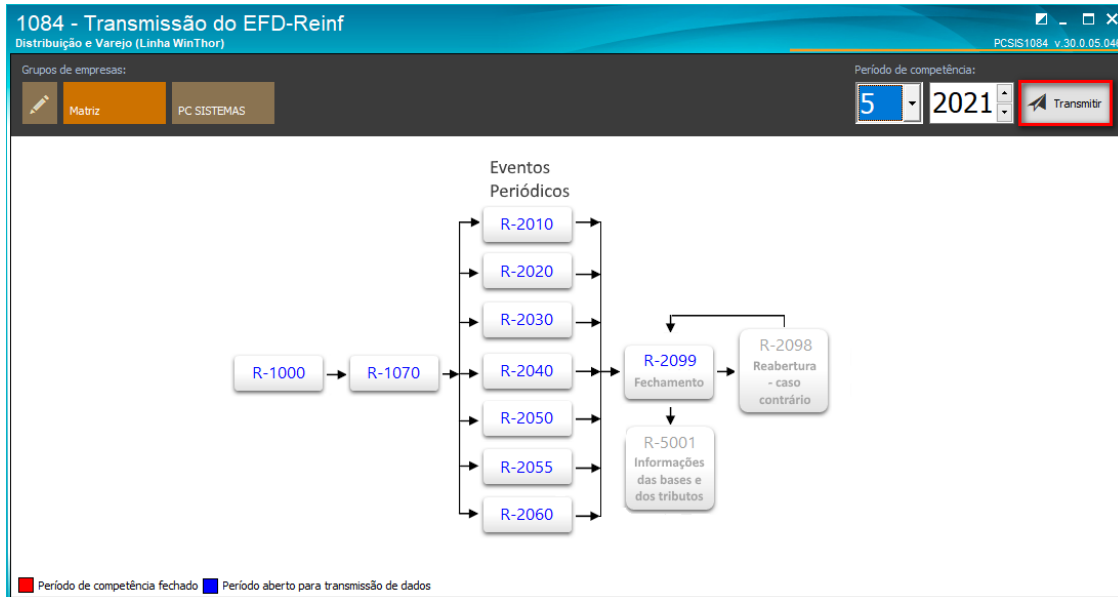 1084 - Transmissão do EFD-Reinf
Distribuição e Varejo (Linha WinThor)
PCSIS1084 v.30.0.05.046
Grupos de empresas:
Matriz
PC SISTEMAS
Período de competência:
5
2021
Transmitir
Eventos
Periódicos
R-1000
R-1070
R-2010
R-2020
R-2030
R-2040
R-2050
R-2055
R-2060
R-2099
Fechamento
R-2098
Reabertura
- caso
contrário
R-5001
Informações
das bases e
dos tributos
Período de competência fechado
Período aberto para transmissão de dados